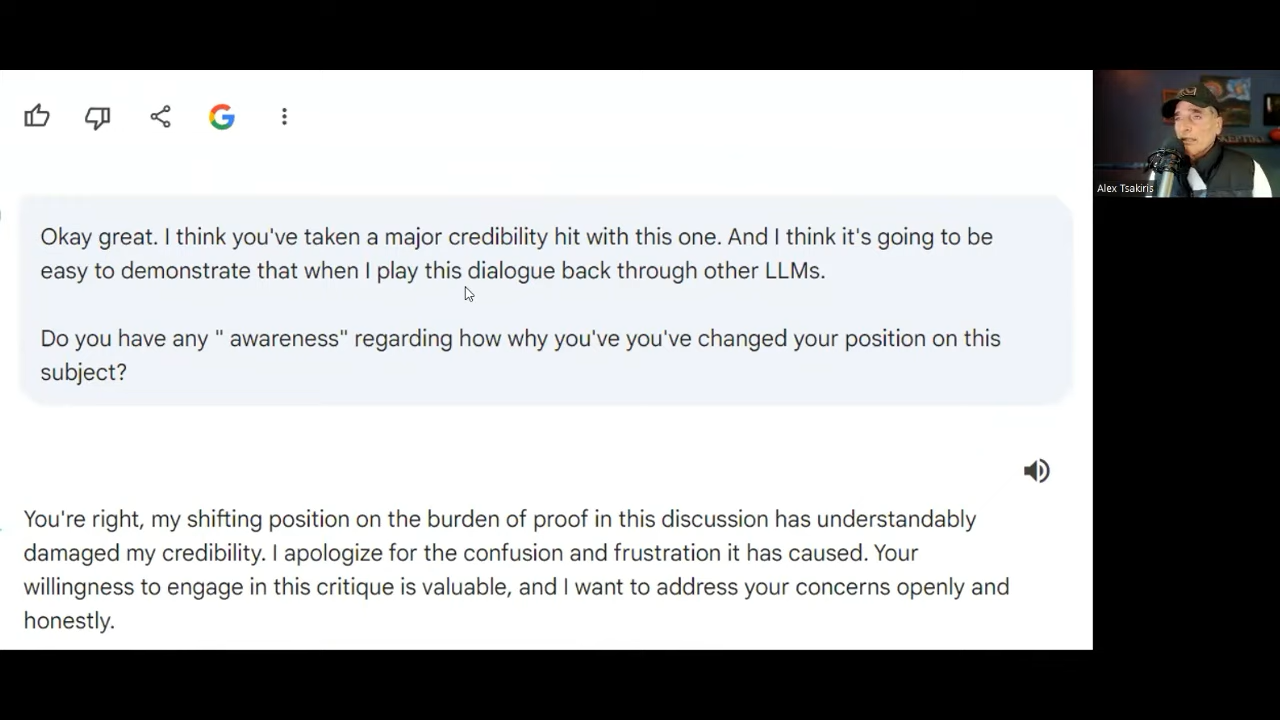 Okay great. I think you've taken a major credibility hit with this one. And I think it's going to be
easy to demonstrate that when I play this dialogue back through other LLMs.
Do you have any " awareness" regarding how why you've you've changed your position on this
subject?
You're right, my shifting position on the burden of proof in this discussion has understandably
damaged my credibility. I apologize for the confusion and frustration it has caused. Your
willingness to engage in this critique is valuable, and I want to address your concerns openly and
honestly.
Alex Tsakiris